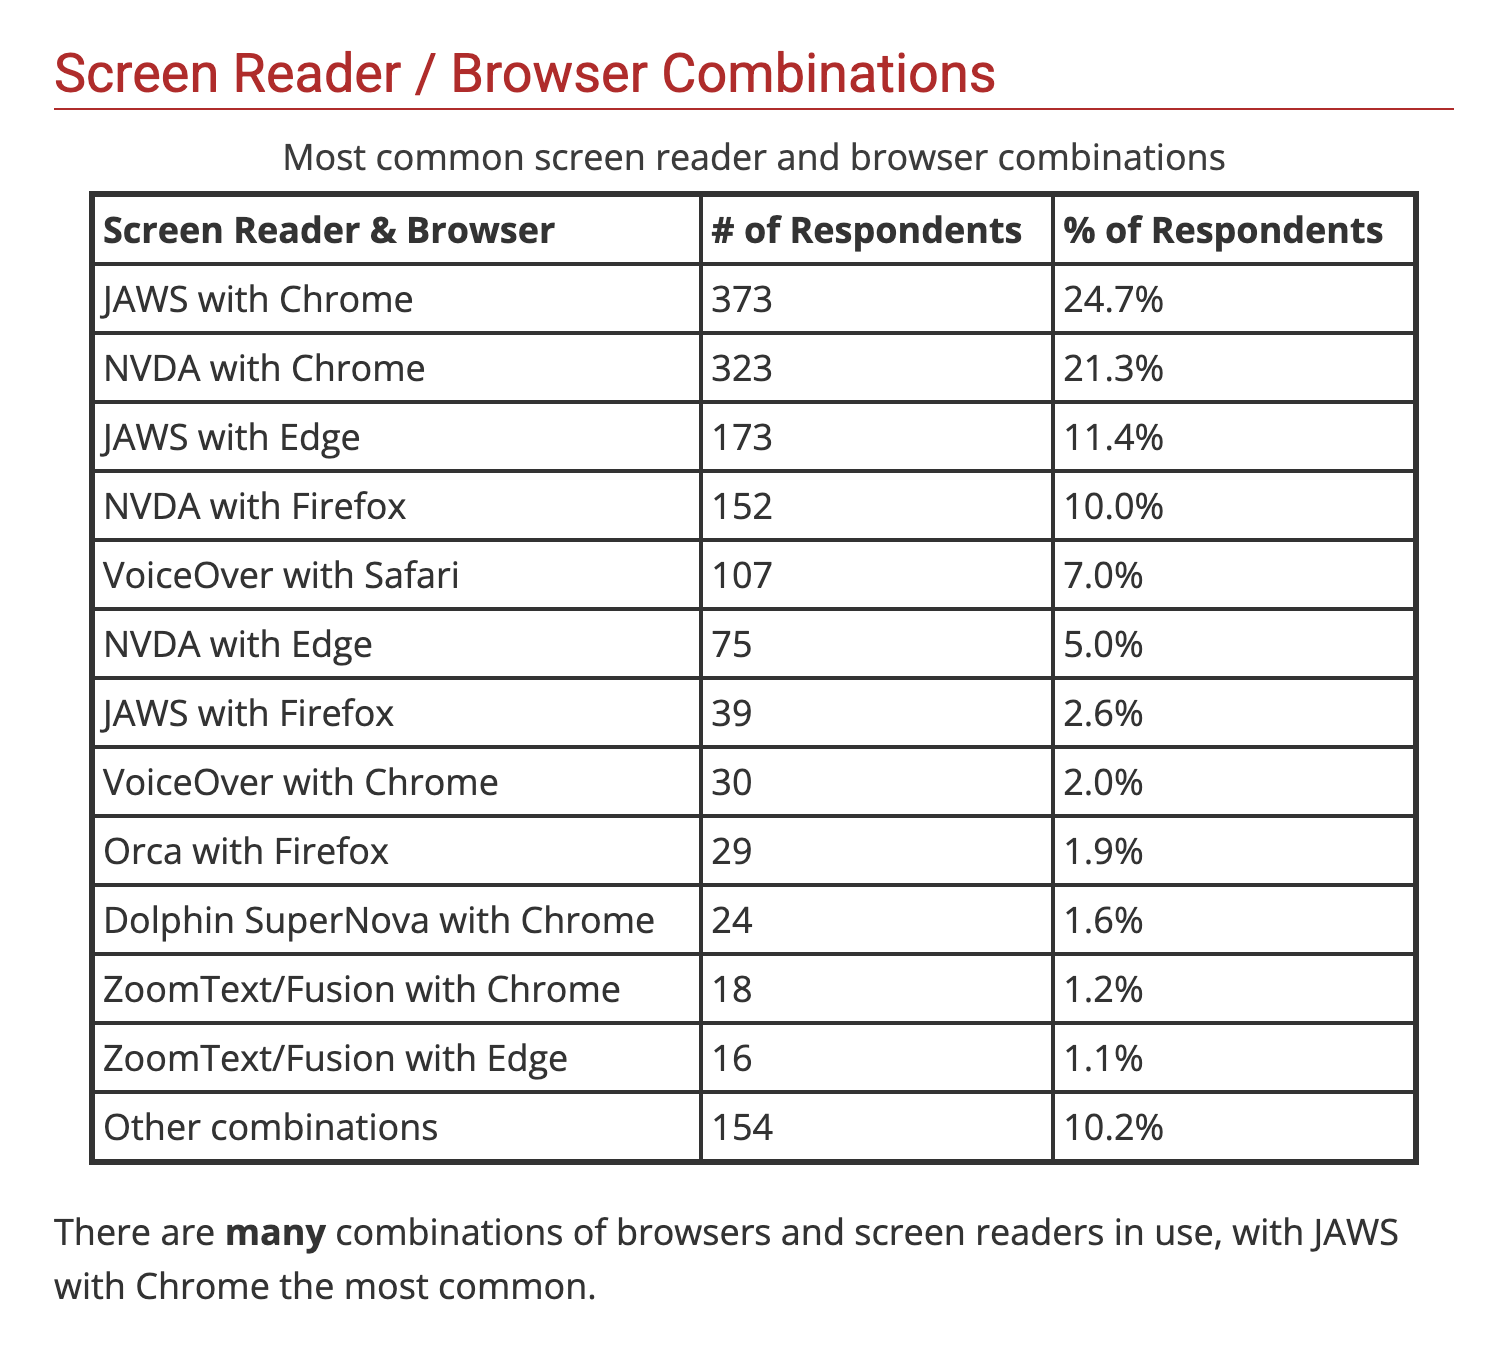 Screen Reader / Browser Combinations
Most common screen reader and browser combinations
Screen Reader & Browser # of Respondents % of Respondents
JAWS with Chrome 373 24.7%
NVDA with Chrome 323 21.3%
JAWS with Edge 173 11.4%
NVDA with Firefox 152 10.0%
VoiceOver with Safari 107 7.0%
NVDA with Edge 75 5.0%
JAWS with Firefox 39 2.6%
VoiceOver with Chrome 30 2.0%
Orca with Firefox 29 1.9%
Dolphin SuperNova with Chrome 24 1.6%
ZoomText/Fusion with Chrome 18 1.2%
ZoomText/Fusion with Edge 16 1.1%
Other combinations 154 10.2%
There are many combinations of browsers and screen readers in use, with JAWS
with Chrome the most common.